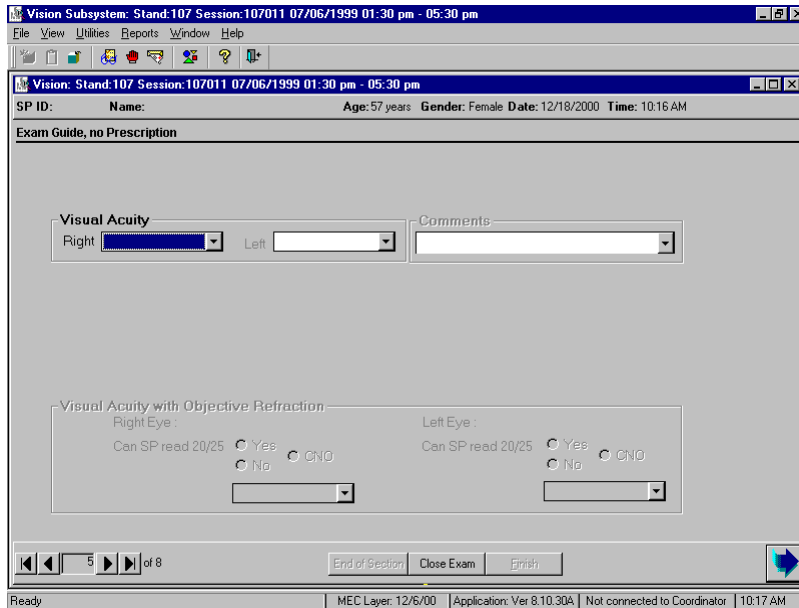 Vision Subsystem: Stand:107 Session:107011 07/06/1999 01:30 pm - 05:30 pm
File View Utilities Reports Window Help
Vision: Stand:107 Session:107011 07/06/1999 01:30 pm - 05:30 pm
SP ID: Name: Age: 57 years Gender: Female Date: 12/18/2000 Time: 10:16 AM
Exam Guide, no Prescription
Visual Acuity Comments
Right Left
Visual Acuity with Objective Refraction
Right Eye : Left Eye :
Can SP read 20/25 Yes No CNO Can SP read 20/25 Yes No CNO
5 of 8 End of Section Close Exam Finish
Ready MEC Layer: 12/6/00 Application: Ver 8.10.30A Not connected to Coordinator 10:17 AM